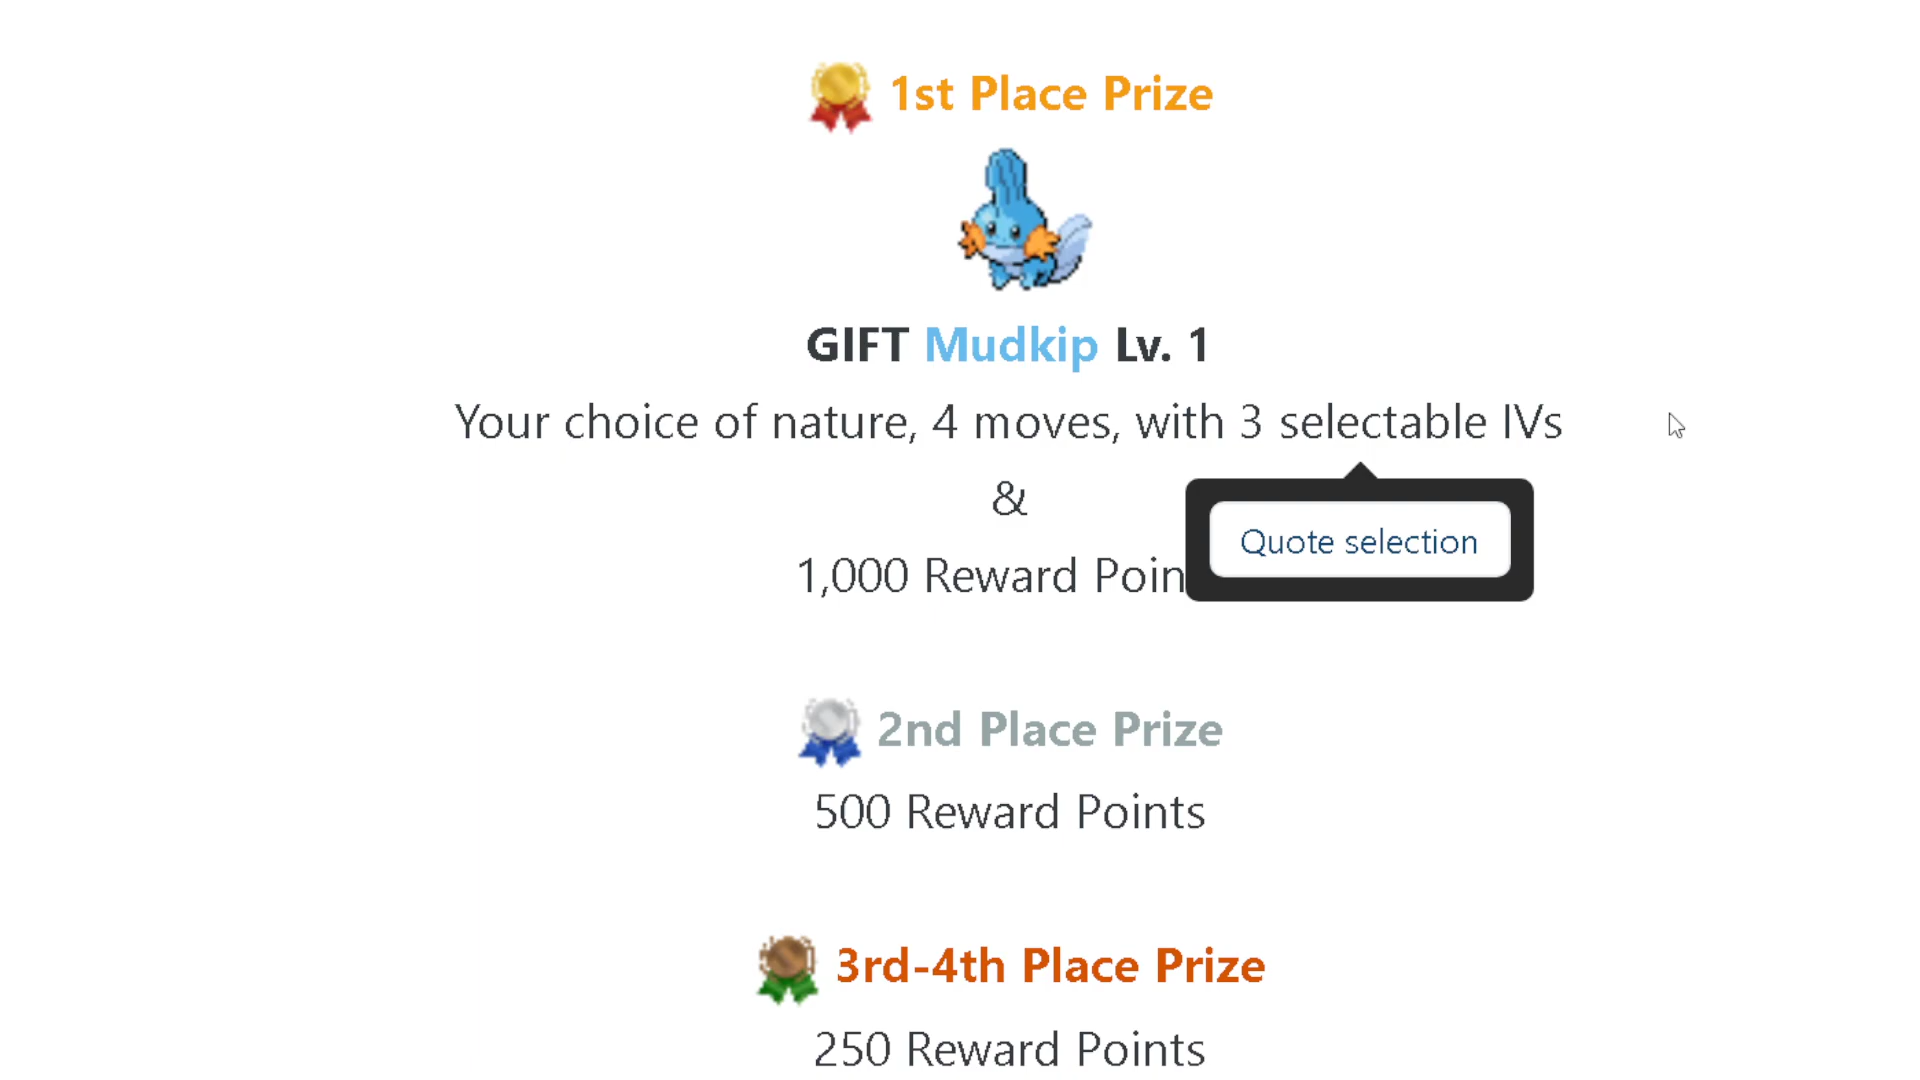 1st Place Prize
GIFT Mudkip Lv. 1
Your choice of nature, 4 moves, with 3 selectable IVs
&
1,000 Reward Poin
Quote selection
2nd Place Prize
500 Reward Points
3rd-4th Place Prize
250 Reward Points